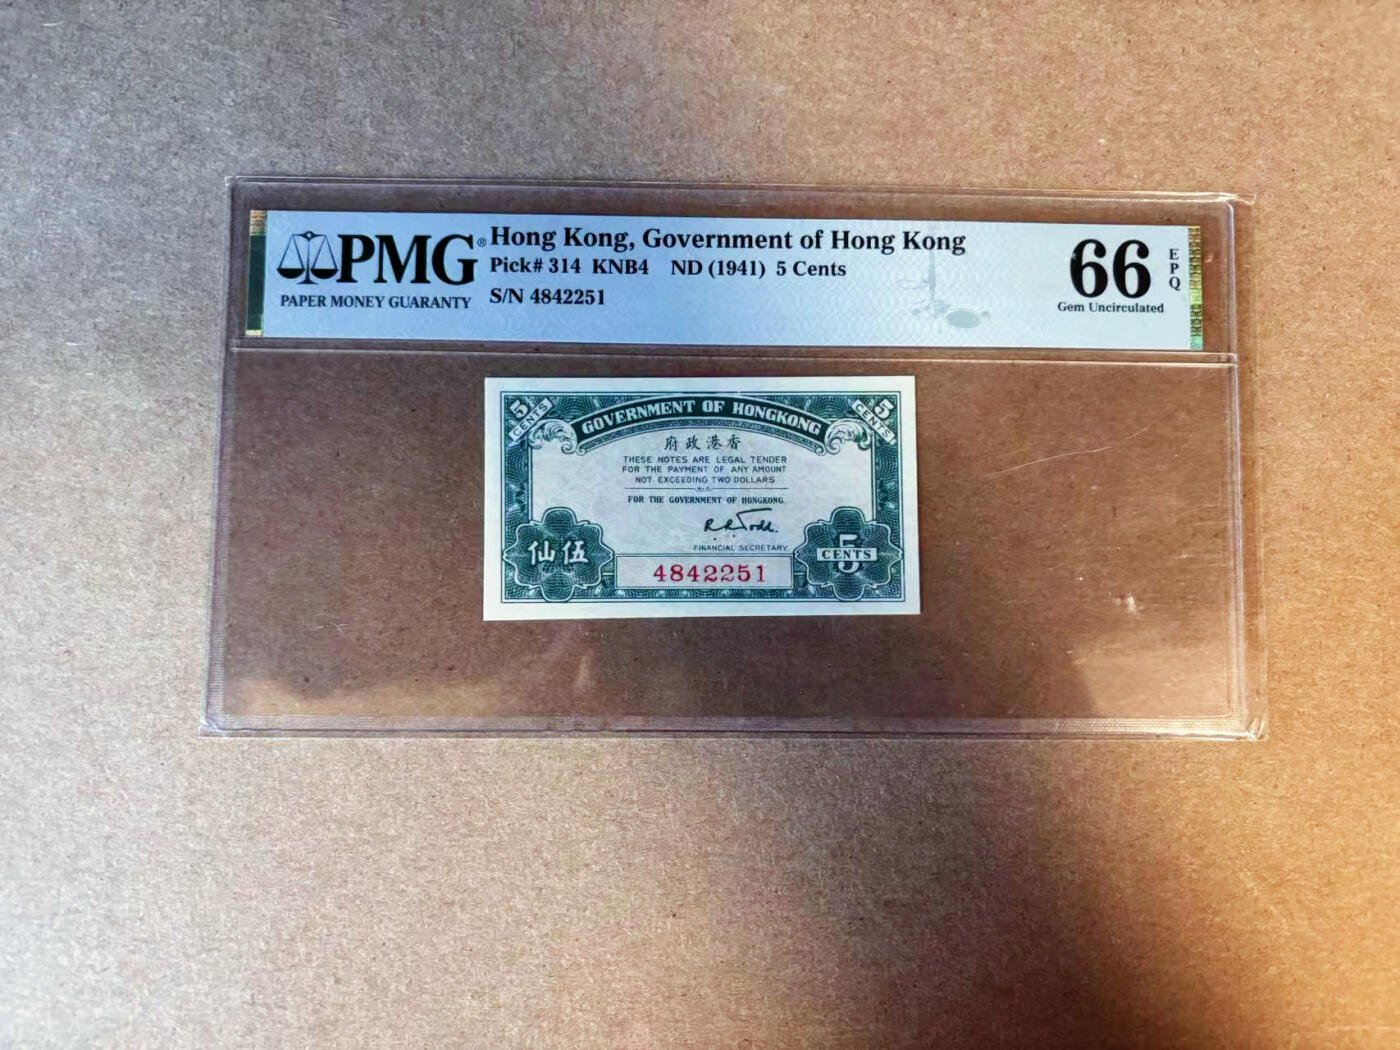 PMG®
PAPER MONEY GUARANTY
Hong Kong, Government of Hong Kong
Pick# 314 KNB4 ND (1941) 5 Cents
S/N 4842251
66 EPQ
Gem Uncirculated
5 CENTS
GOVERNMENT OF HONGKONG
5 CENTS
府政港香
THESE NOTES ARE LEGAL TENDER
FOR THE PAYMENT OF ANY AMOUNT
NOT EXCEEDING TWO DOLLARS
FOR THE GOVERNMENT OF HONGKONG.
R R Todd.
FINANCIAL SECRETARY
仙伍
5 CENTS
4842251